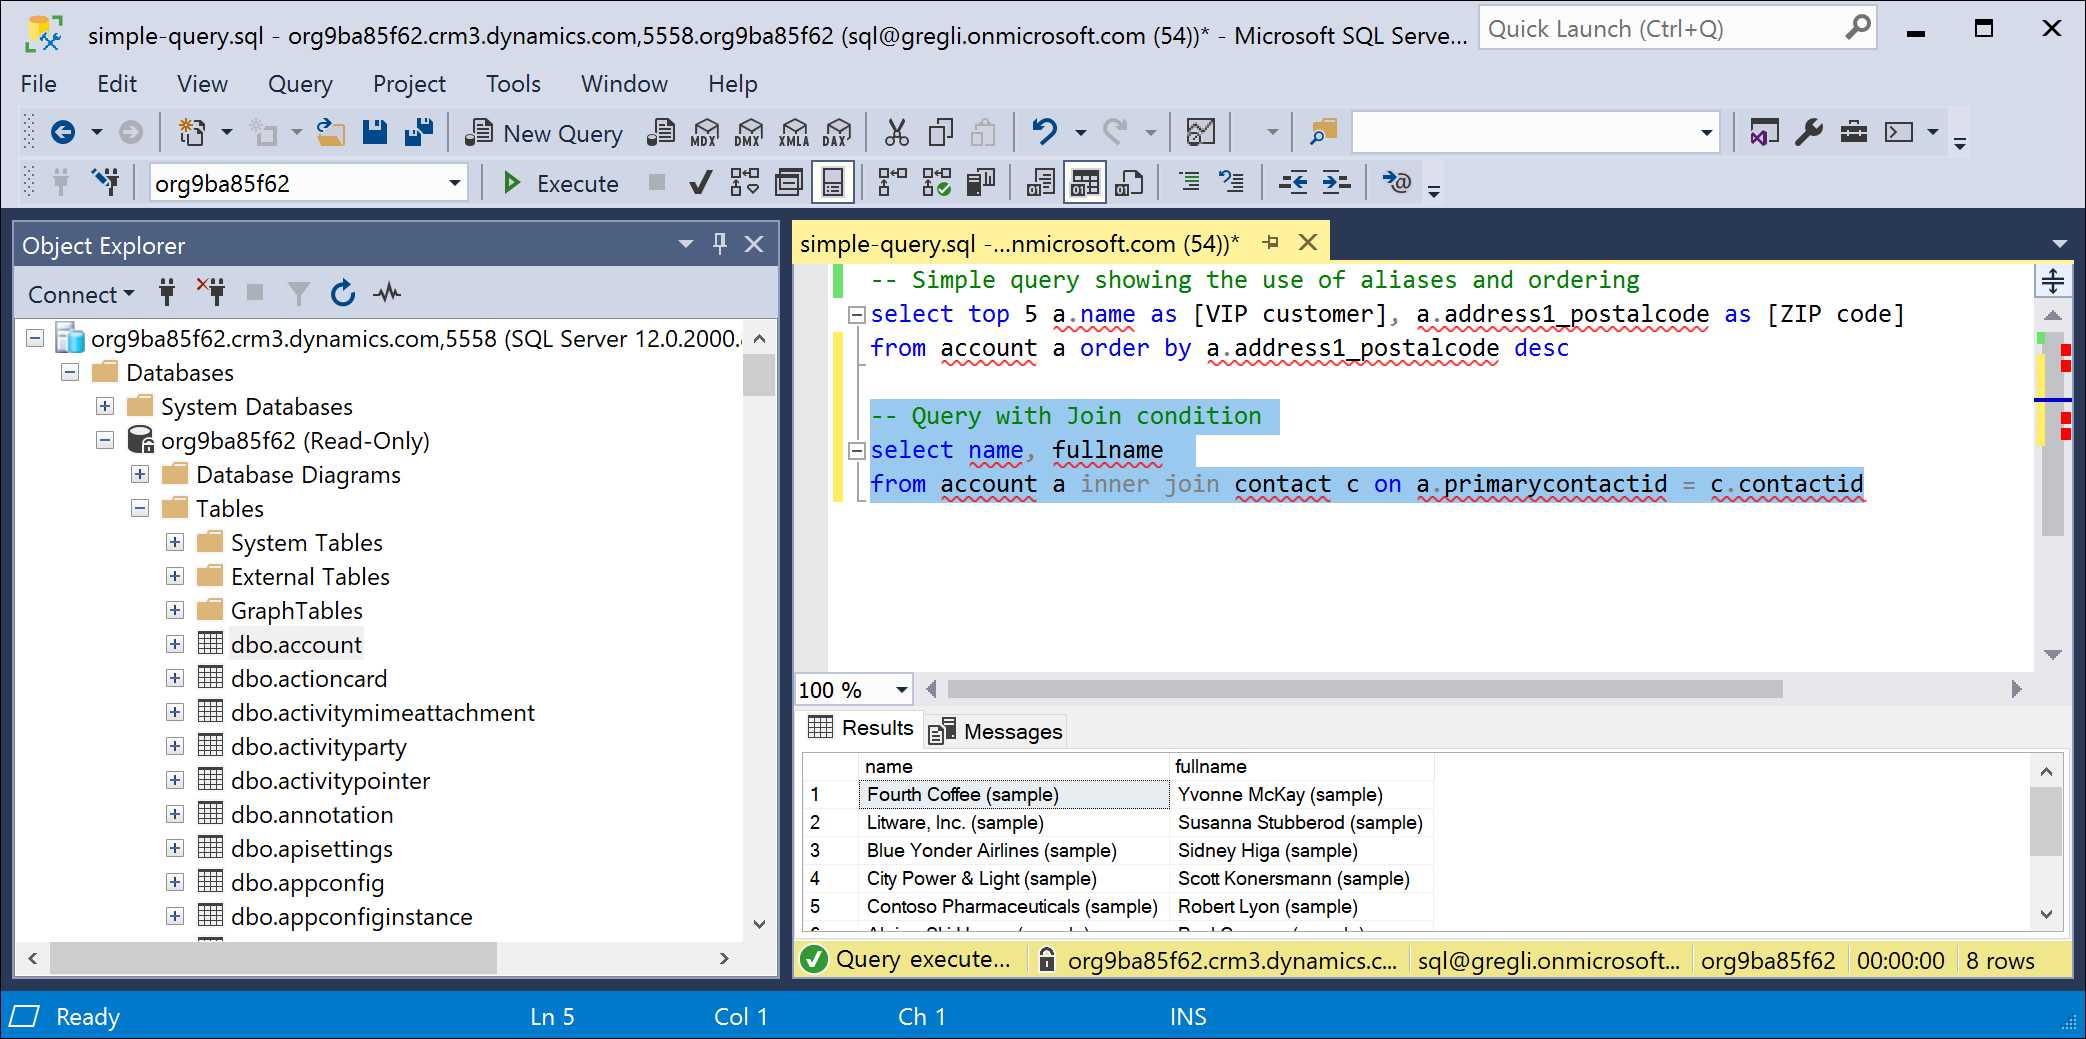 simple-query.sql - org9ba85f62.crm3.dynamics.com,5558.org9ba85f62 (sql@gregli.onmicrosoft.com (54))* - Microsoft SQL Serve...
Quick Launch (Ctrl+Q)
File Edit View Query Project Tools Window Help
New Query MDX DMX XMLA DAX
org9ba85f62 Execute
Object Explorer
Connect
org9ba85f62.crm3.dynamics.com,5558 (SQL Server 12.0.2000.
Databases
System Databases
org9ba85f62 (Read-Only)
Database Diagrams
Tables
System Tables
External Tables
GraphTables
dbo.account
dbo.actioncard
dbo.activitymimeattachment
dbo.activityparty
dbo.activitypointer
dbo.annotation
dbo.apisettings
dbo.appconfig
dbo.appconfiginstance
simple-query.sql -...nmicrosoft.com (54))*
-- Simple query showing the use of aliases and ordering
select top 5 a.name as [VIP customer], a.address1_postalcode as [ZIP code]
from account a order by a.address1_postalcode desc
-- Query with Join condition
select name, fullname
from account a inner join contact c on a.primarycontactid = c.contactid
100 %
Results Messages
name fullname
1 Fourth Coffee (sample) Yvonne McKay (sample)
2 Litware, Inc. (sample) Susanna Stubberod (sample)
3 Blue Yonder Airlines (sample) Sidney Higa (sample)
4 City Power & Light (sample) Scott Konersmann (sample)
5 Contoso Pharmaceuticals (sample) Robert Lyon (sample)
Query execute... org9ba85f62.crm3.dynamics.c... sql@gregli.onmicrosoft... org9ba85f62 00:00:00 8 rows
Ready Ln 5 Col 1 Ch 1 INS